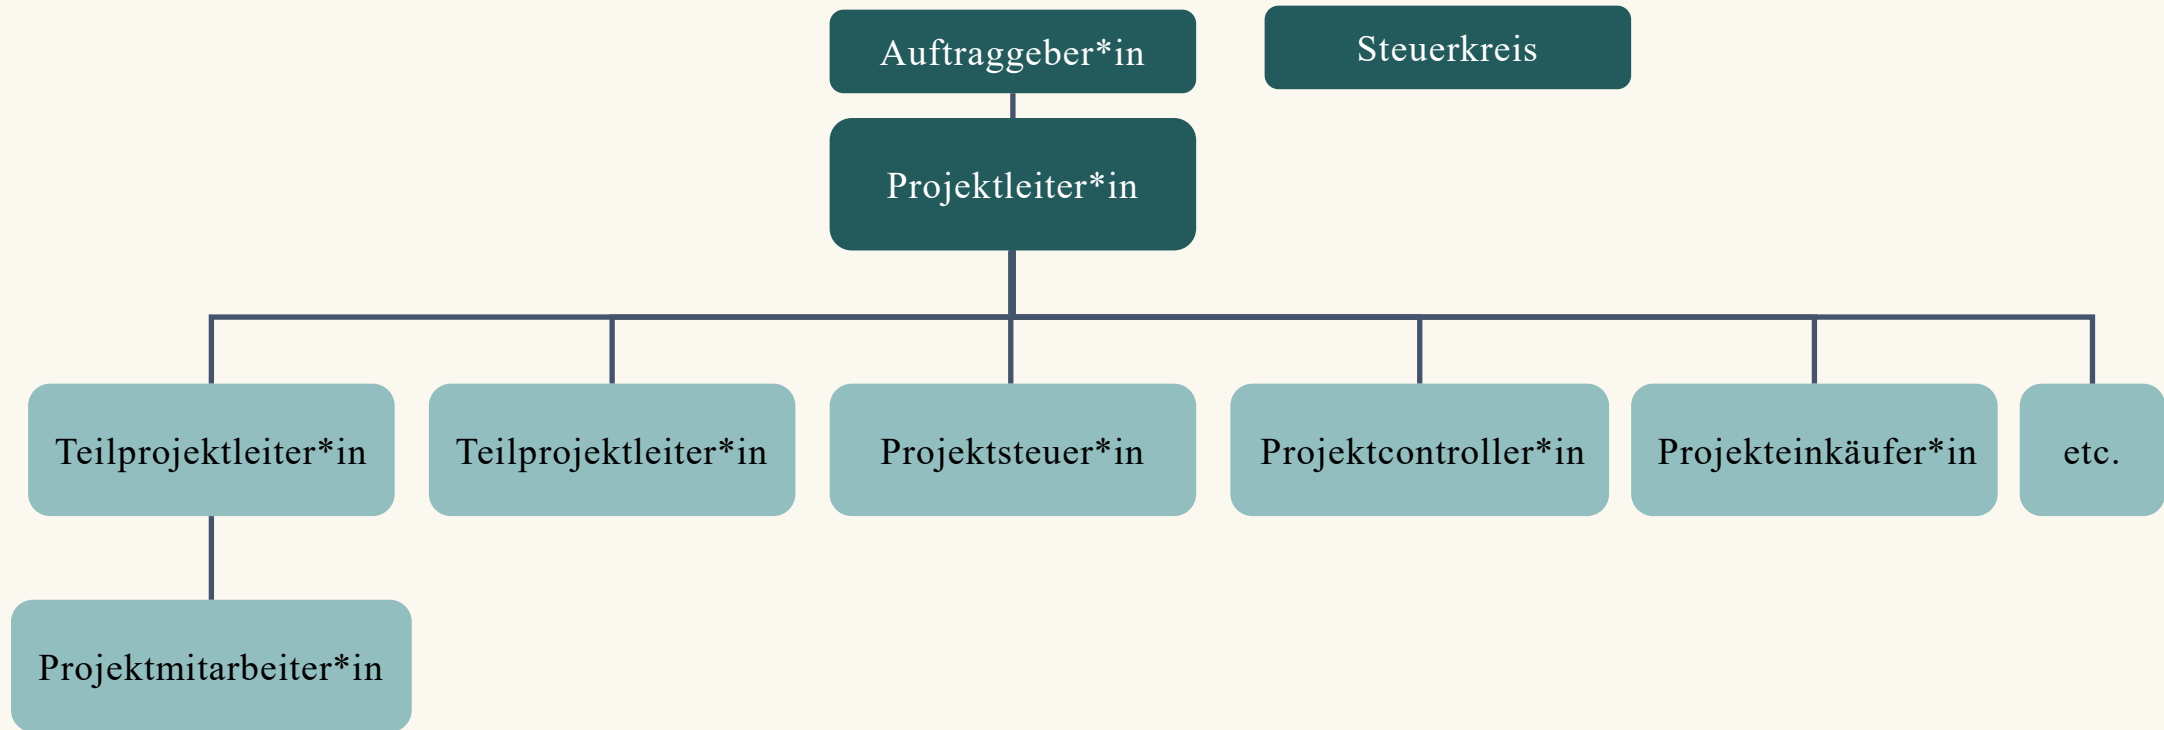 Auftraggeber*in
Steuerkreis
Projektleiter*in
Teilprojektleiter*in
Teilprojektleiter*in
Projektsteuer*in
Projektcontroller*in
Projekteinkäufer*in
etc.
Projektmitarbeiter*in